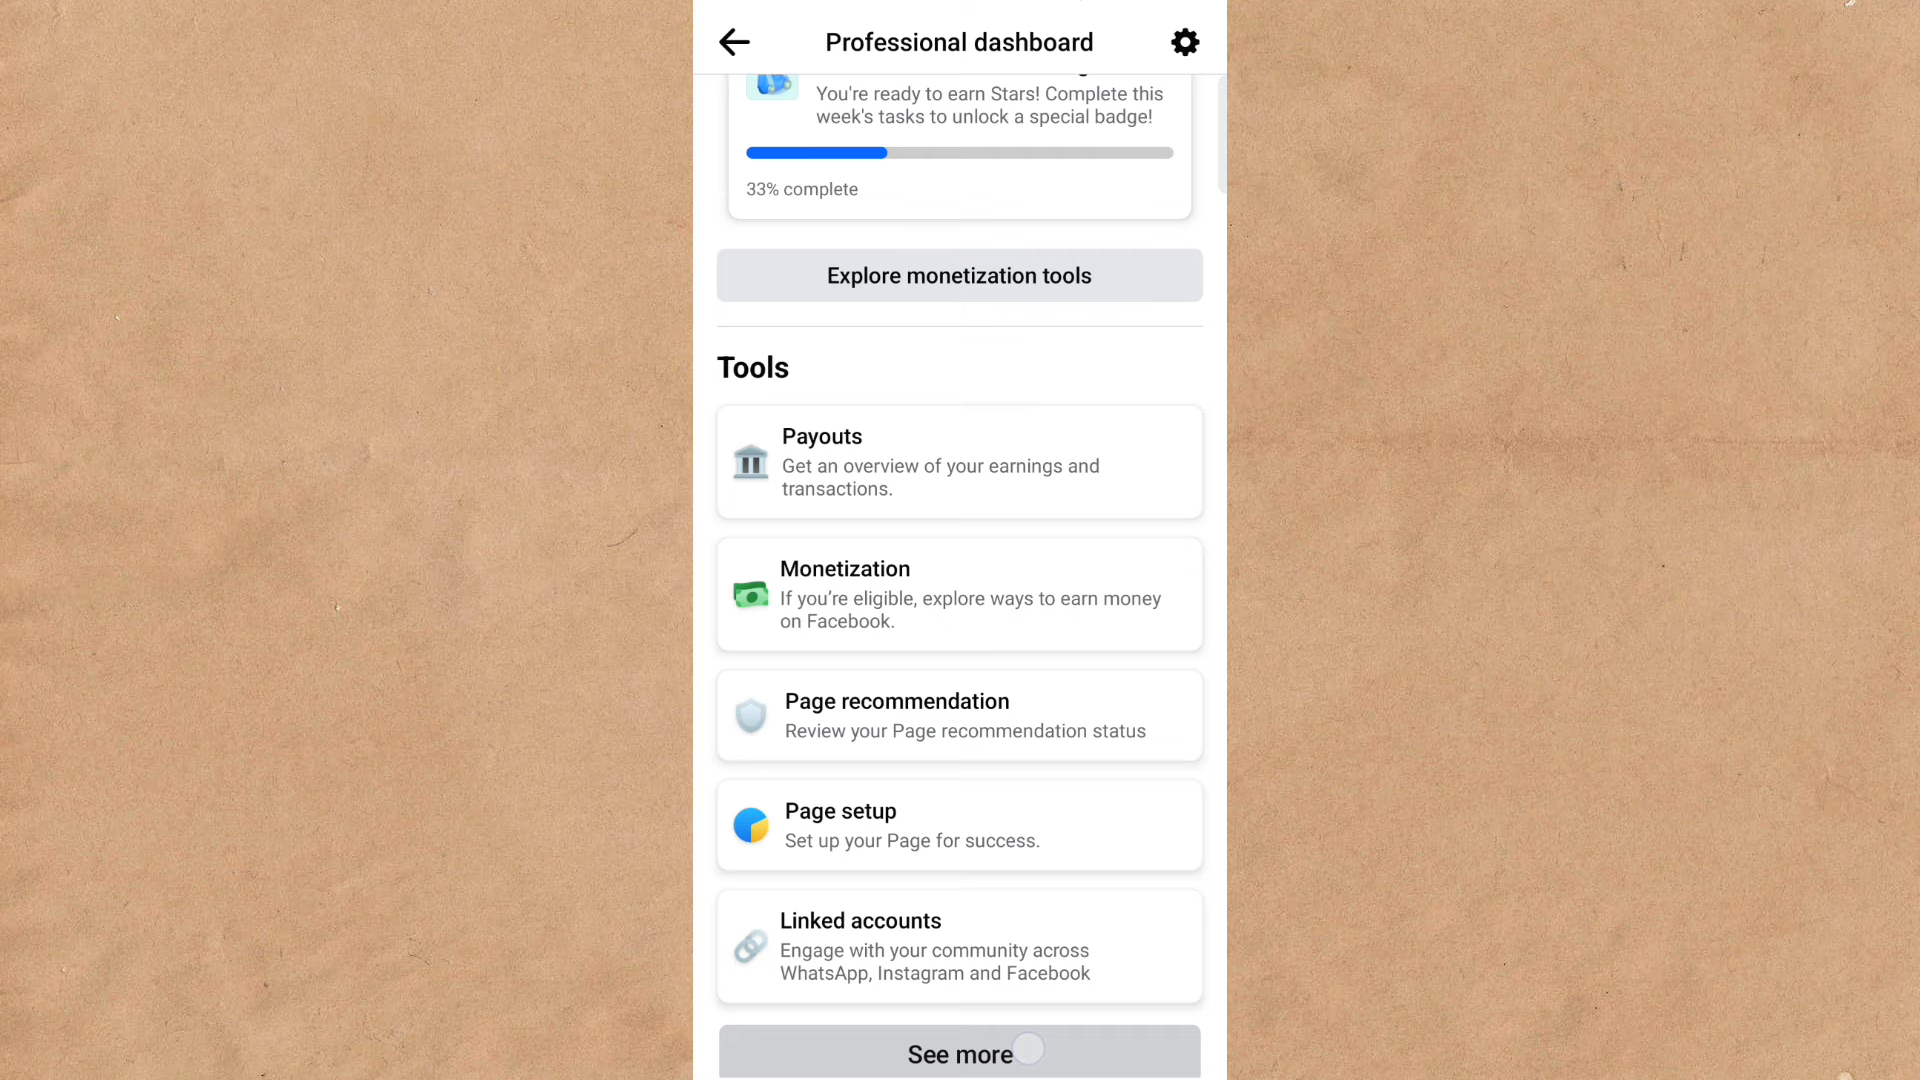 Professional dashboard
You're ready to earn Stars! Complete this
week's tasks to unlock a special badge!
33% complete
Explore monetization tools
Tools
Payouts
Get an overview of your earnings and
transactions.
Monetization
If you’re eligible, explore ways to earn money
on Facebook.
Page recommendation
Review your Page recommendation status
Page setup
Set up your Page for success.
Linked accounts
Engage with your community across
WhatsApp, Instagram and Facebook
See more